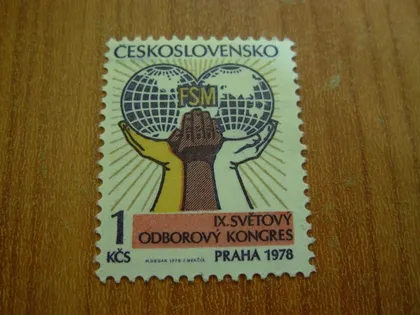 ČESKOSLOVENSKO
FSM
1
KČS
IX. SVĚTOVÝ
ODBOROVÝ KONGRES
PRAHA 1978